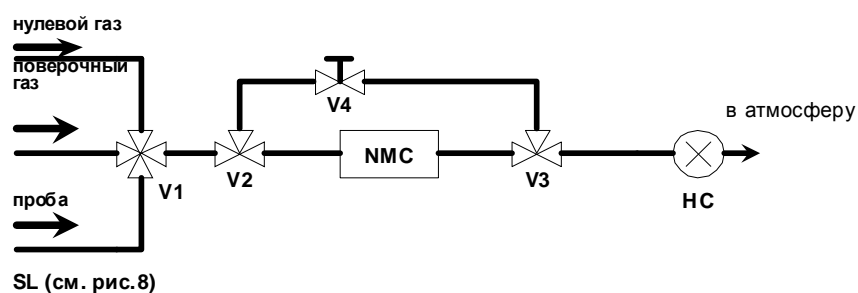 нулевой газ
поверочный
газ
V4
в атмосферу
NMC
V1
V2
V3
HC
проба
SL (см. рис.8)